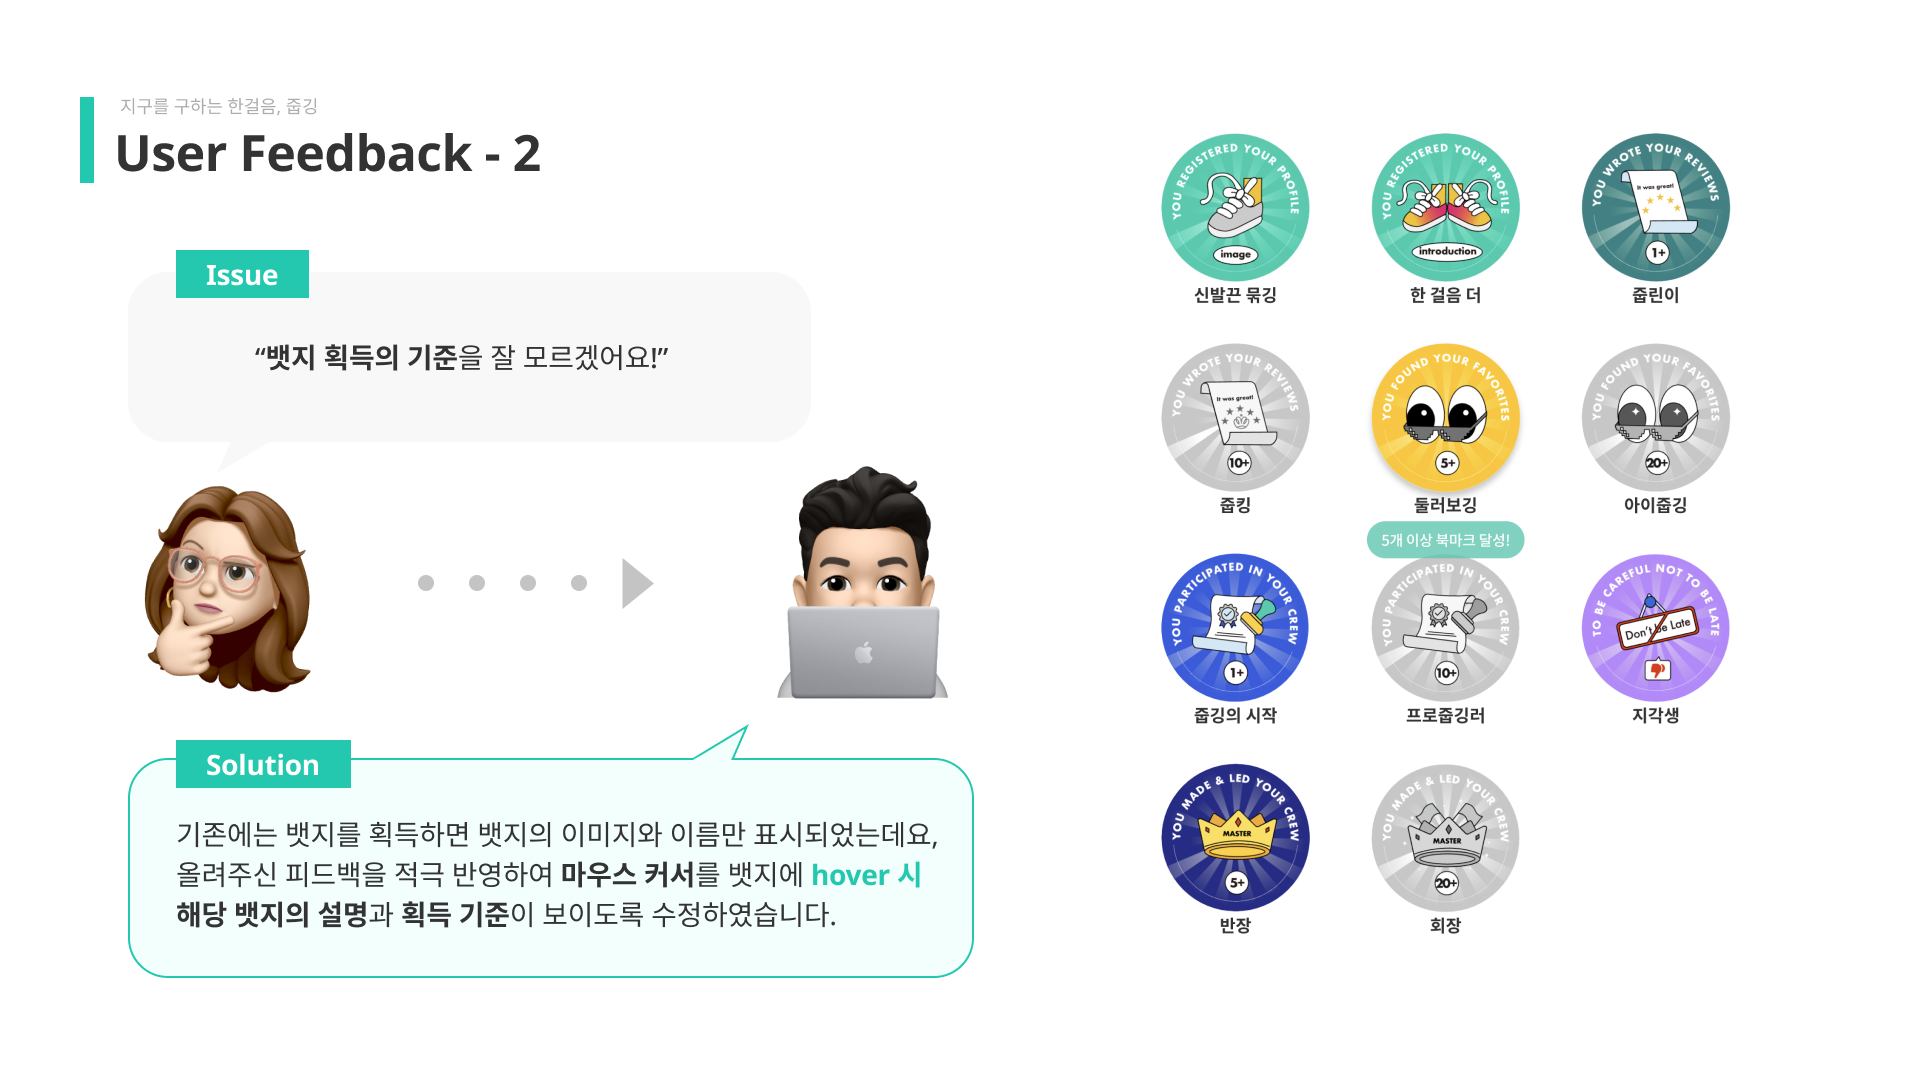 지구를 구하는 한걸음, 줍깅
User Feedback - 2
Issue
“뱃지 획득의 기준을 잘 모르겠어요!”
Solution
기존에는 뱃지를 획득하면 뱃지의 이미지와 이름만 표시되었는데요,
올려주신 피드백을 적극 반영하여 마우스 커서를 뱃지에 hover 시
해당 뱃지의 설명과 획득 기준이 보이도록 수정하였습니다.
YOU REGISTERED YOUR PROFILE
image
신발끈 묶깅
YOU REGISTERED YOUR PROFILE
introduction
한 걸음 더
YOU WROTE YOUR REVIEWS
It was great!
1+
줍린이
YOU WROTE YOUR REVIEWS
It was great!
10+
줍킹
YOU FOUND YOUR FAVORITES
5+
둘러보깅
5개 이상 북마크 달성!
YOU FOUND YOUR FAVORITES
20+
아이줍깅
YOU PARTICIPATED IN YOUR CREW
1+
줍깅의 시작
YOU PARTICIPATED IN YOUR CREW
10+
프로줍깅러
TO BE CAREFUL NOT TO BE LATE
Don't be Late
지각생
YOU MADE & LED YOUR CREW
MASTER
5+
반장
YOU MADE & LED YOUR CREW
MASTER
20+
회장